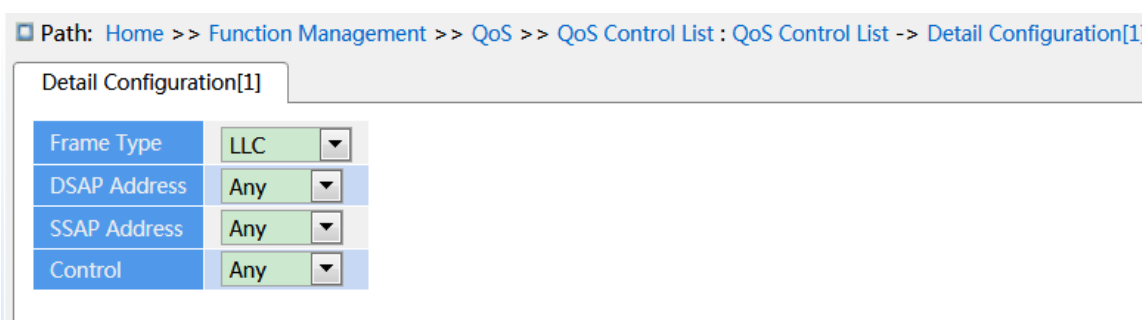 Path: Home >> Function Management >> QoS >> QoS Control List : QoS Control List -> Detail Configuration[1]
Detail Configuration[1]
Frame Type LLC
DSAP Address Any
SSAP Address Any
Control Any